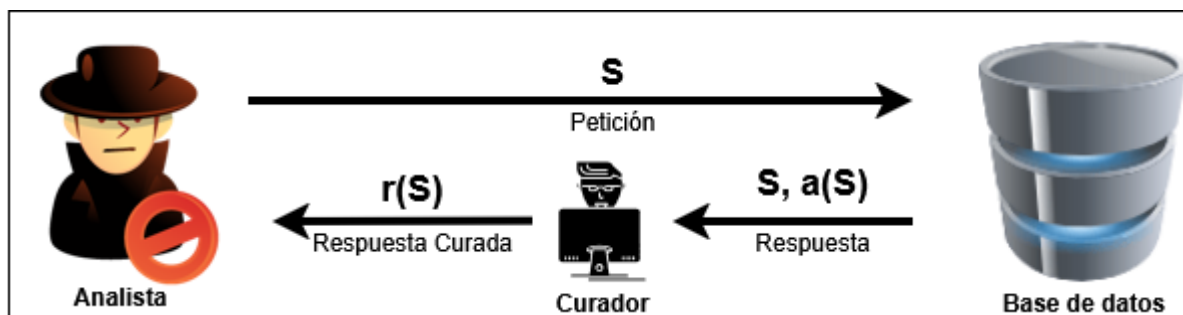 S
Petición
S, a(S)
Respuesta
r(S)
Respuesta Curada
Analista
Curador
Base de datos